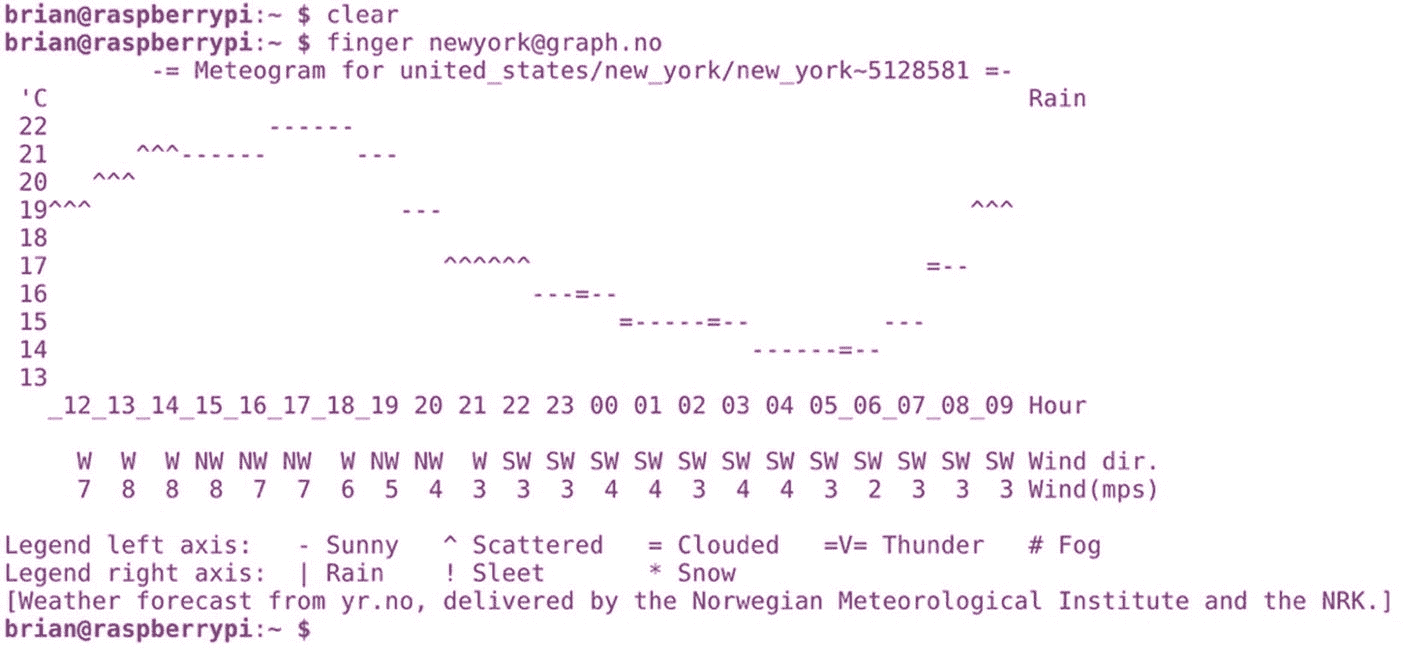 brian@raspberrypi:~ $ clear
brian@raspberrypi:~ $ finger newyork@graph.no
          -= Meteogram for united_states/new_york/new_york~5128581 =-
 'C                                                                   Rain
 22               ------
 21      ^^^------      ---
 20   ^^^
 19^^^                     ---                                    ^^^
 18
 17                           ^^^^^^                           =--
 16                                 ---=--
 15                                       =-----=--         ---
 14                                                ------=--
 13
   _12_13_14_15_16_17_18_19 20 21 22 23 00 01 02 03 04 05_06_07_08_09 Hour

     W  W  W NW NW NW  W NW NW  W SW SW SW SW SW SW SW SW SW SW SW SW Wind dir.
     7  8  8  8  7  7  6  5  4  3  3  3  4  4  3  4  4  3  2  3  3  3 Wind(mps)

Legend left axis:   - Sunny   ^ Scattered   = Clouded   =V= Thunder   # Fog
Legend right axis:  | Rain    ! Sleet       * Snow
[Weather forecast from yr.no, delivered by the Norwegian Meteorological Institute and the NRK.]
brian@raspberrypi:~ $